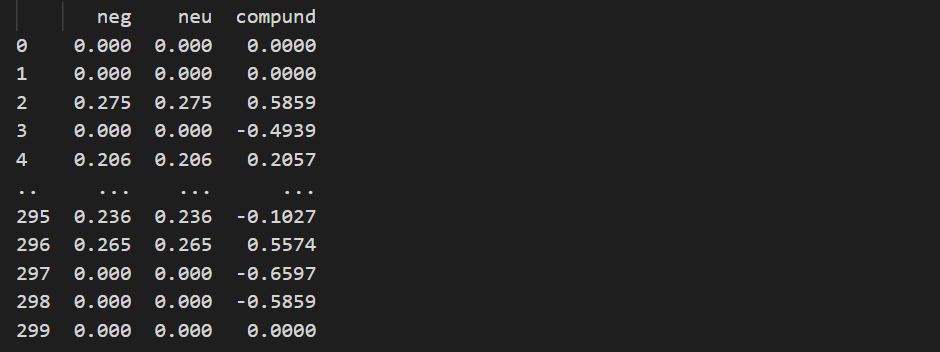 neg neu compund
0 0.000 0.000 0.0000
1 0.000 0.000 0.0000
2 0.275 0.275 0.5859
3 0.000 0.000 -0.4939
4 0.206 0.206 0.2057
.. ... ... ...
295 0.236 0.236 -0.1027
296 0.265 0.265 0.5574
297 0.000 0.000 -0.6597
298 0.000 0.000 -0.5859
299 0.000 0.000 0.0000